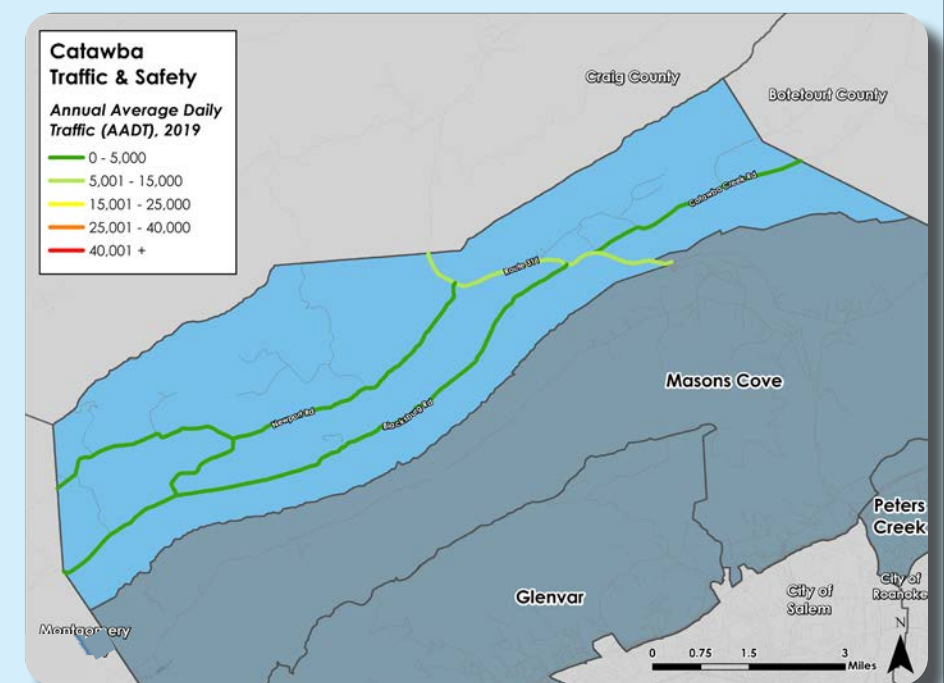 Catawba
Traffic & Safety
Annual Average Daily
Traffic (AADT), 2019
0 - 5,000
5,001 - 15,000
15,001 - 25,000
25,001 - 40,000
40,001 +
Craig County
Botetourt County
Catawba Creek Rd
Route 311
Masons Cove
Newport Rd
Blacksburg Rd
Peters
Creek
Glenvar
City of
Salem
City of
Roanoke
Montgomery
N
0 0.75 1.5 3
Miles